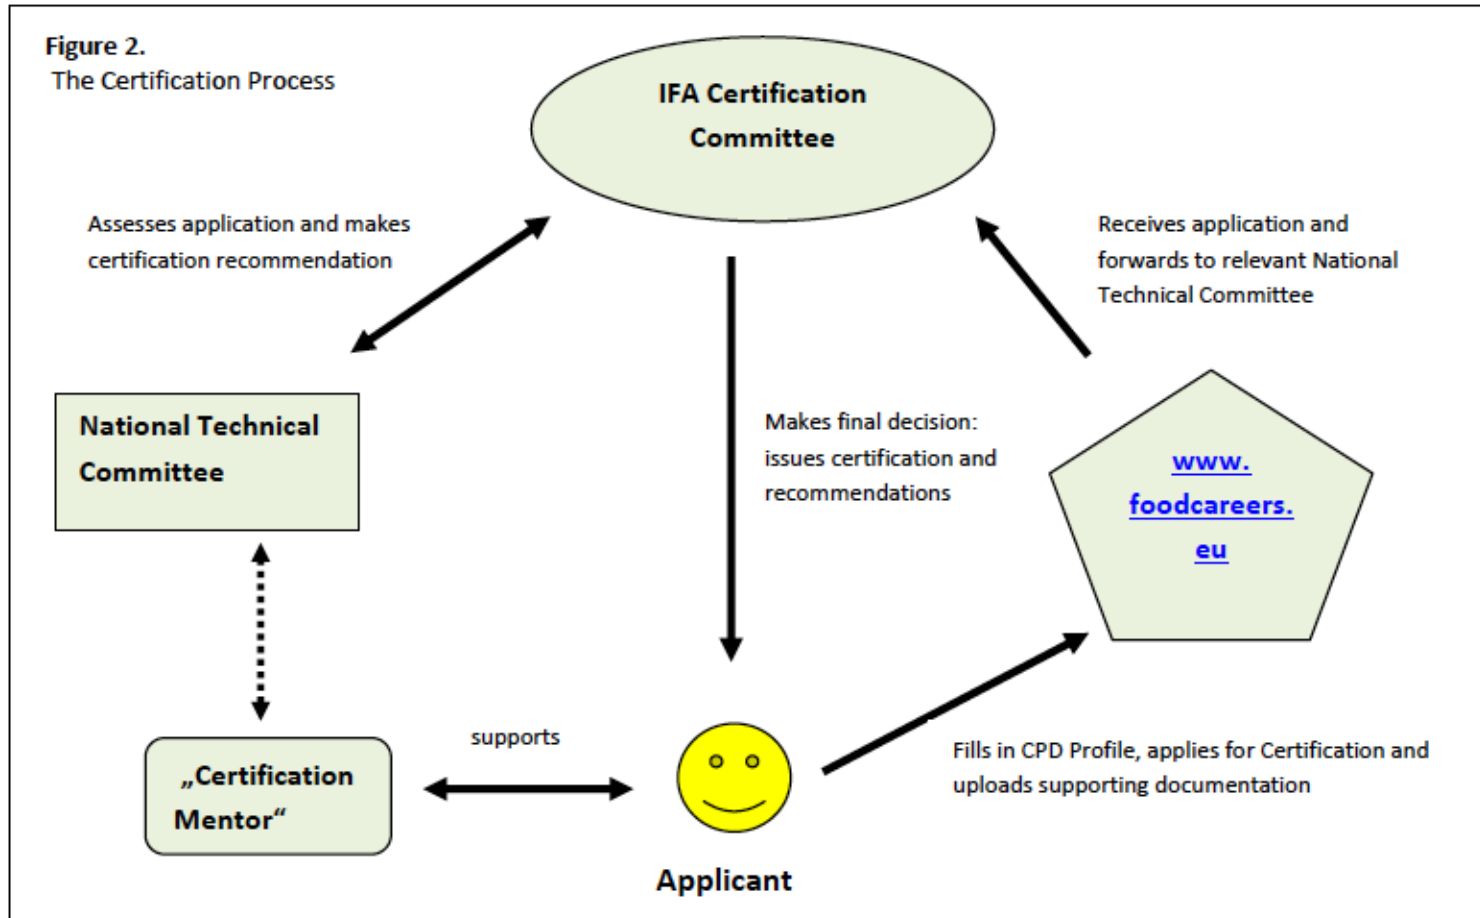 Figure 2.
The Certification Process
IFA Certification
Committee
Assesses application and makes
certification recommendation
Receives application and
forwards to relevant National
Technical Committee
National Technical
Committee
Makes final decision:
issues certification and
recommendations
www.
foodcareers.
eu
supports
„Certification
Mentor“
Fills in CPD Profile, applies for Certification and
uploads supporting documentation
Applicant